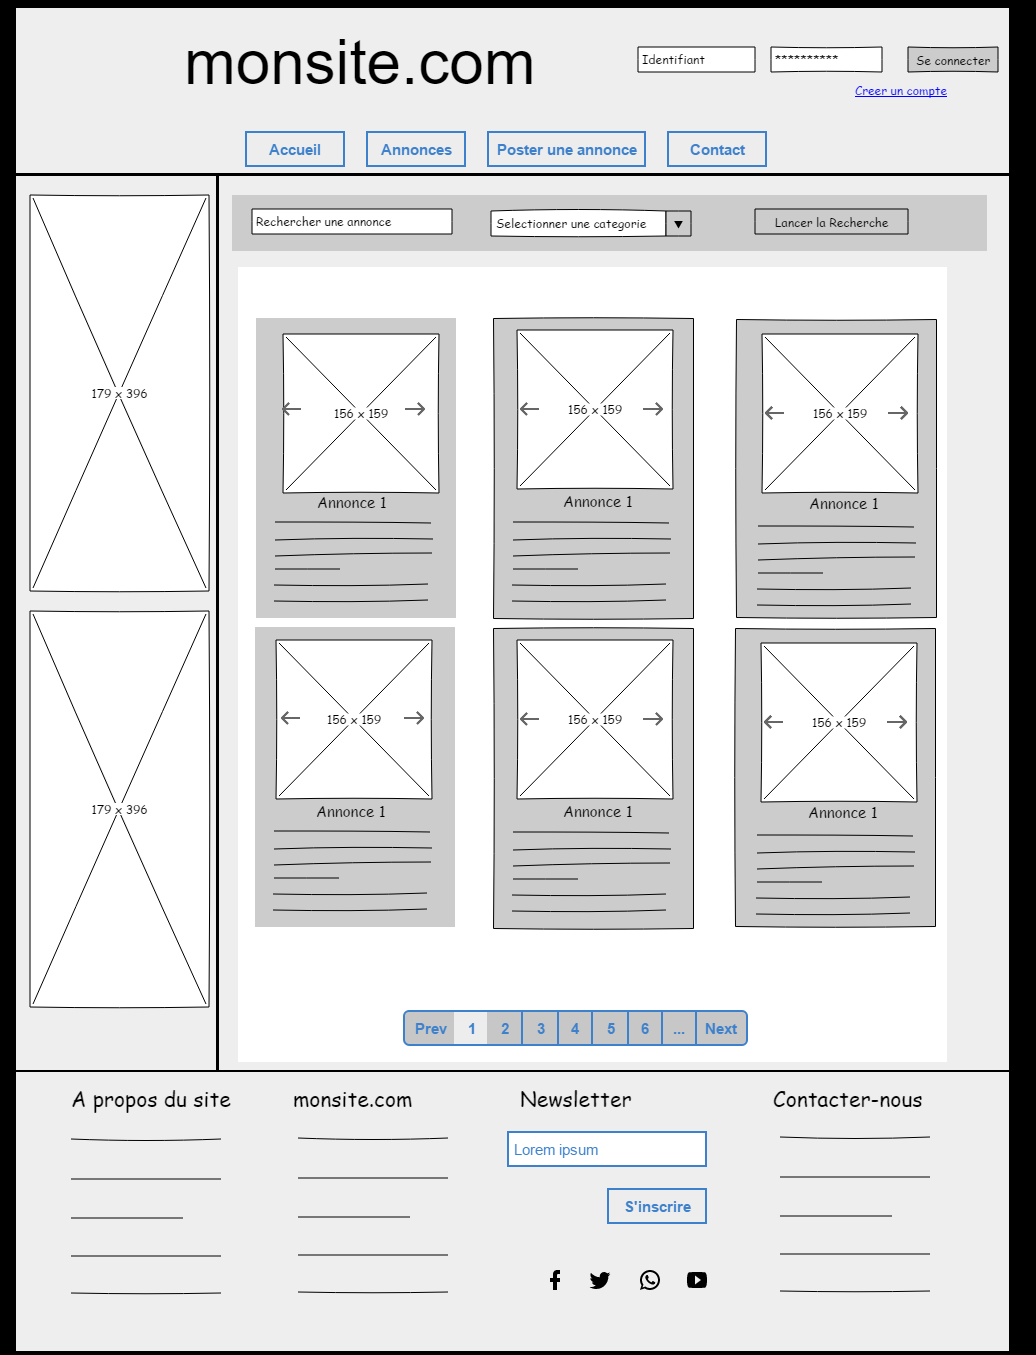 monsite.com
Identifiant
**********
Se connecter
Creer un compte
Accueil
Annonces
Poster une annonce
Contact
Rechercher une annonce
Selectionner une categorie
Lancer la Recherche
179 x 396
156 x 159
156 x 159
156 x 159
Annonce 1
Annonce 1
Annonce 1
156 x 159
156 x 159
156 x 159
Annonce 1
Annonce 1
Annonce 1
179 x 396
Prev 1 2 3 4 5 6 ... Next
A propos du site
monsite.com
Newsletter
Contacter-nous
Lorem ipsum
S'inscrire